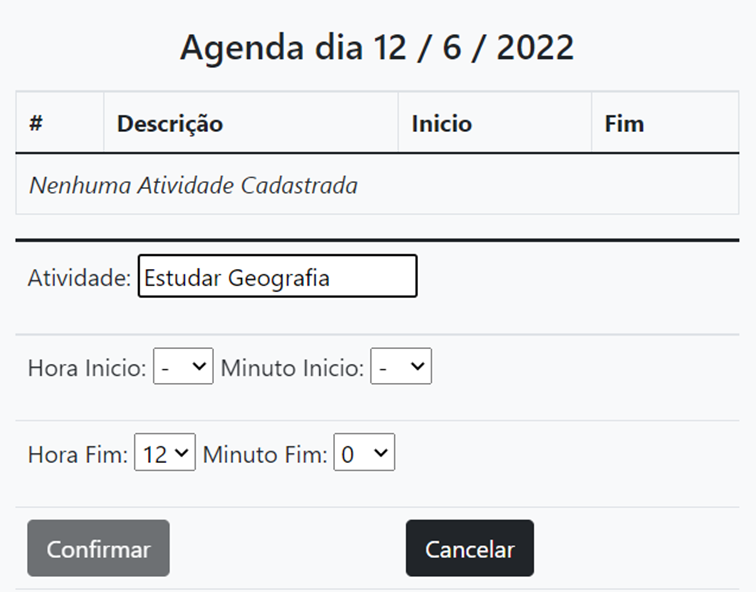 Agenda dia 12 / 6 / 2022
# Descrição Inicio Fim
Nenhuma Atividade Cadastrada
Atividade: Estudar Geografia
Hora Inicio: - Minuto Inicio: -
Hora Fim: 12 Minuto Fim: 0
Confirmar Cancelar